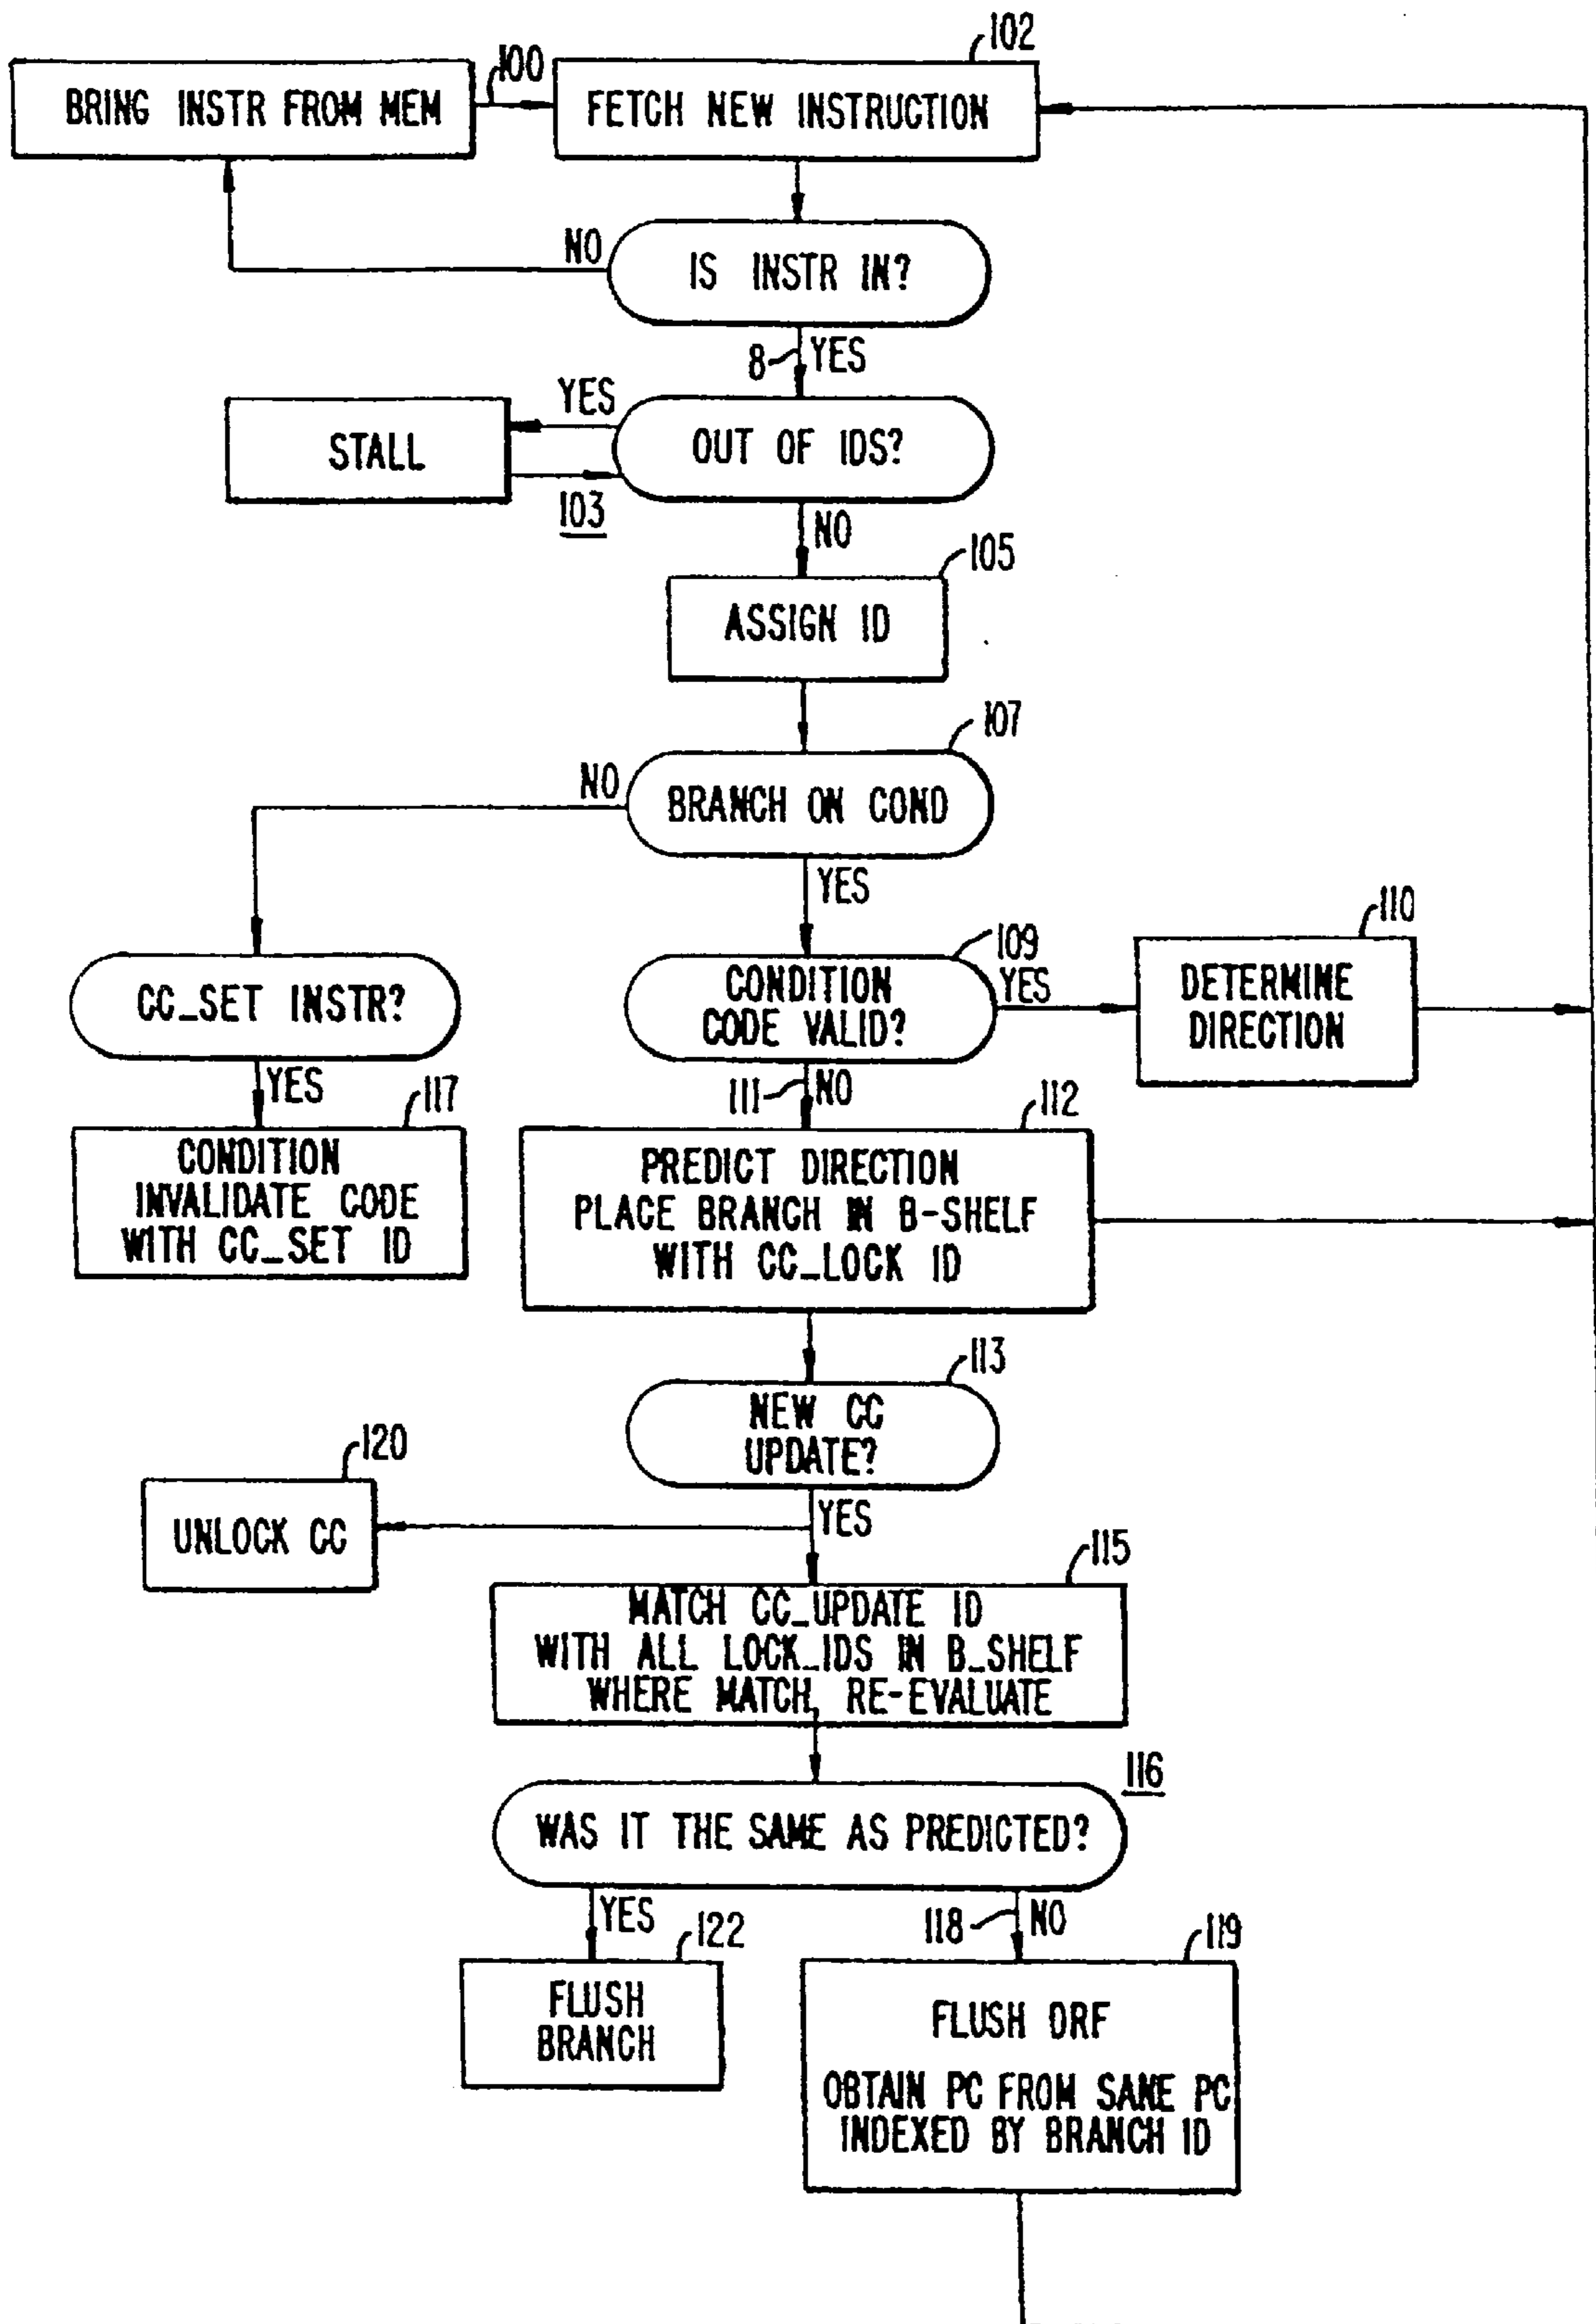 102
100
BRING INSTR FROM MEM
FETCH NEW INSTRUCTION
NO
IS INSTR IN?
8
YES
YES
STALL
OUT OF IDS?
103
NO
105
ASSIGN ID
107
NO
BRANCH ON COND
YES
109
110
CC_SET INSTR?
CONDITION
CODE VALID?
YES
DETERMINE
DIRECTION
YES
111
NO
117
112
CONDITION
INVALIDATE CODE
WITH CC_SET ID
PREDICT DIRECTION
PLACE BRANCH IN B-SHELF
WITH CC_LOCK ID
113
NEW CC
UPDATE?
120
YES
UNLOCK CC
115
MATCH CC_UPDATE ID
WITH ALL LOCK_IDS IN B_SHELF
WHERE MATCH, RE-EVALUATE
116
WAS IT THE SAME AS PREDICTED?
YES
118
NO
122
119
FLUSH
BRANCH
FLUSH DRF
OBTAIN PC FROM SANE PC
INDEXED BY BRANCH ID